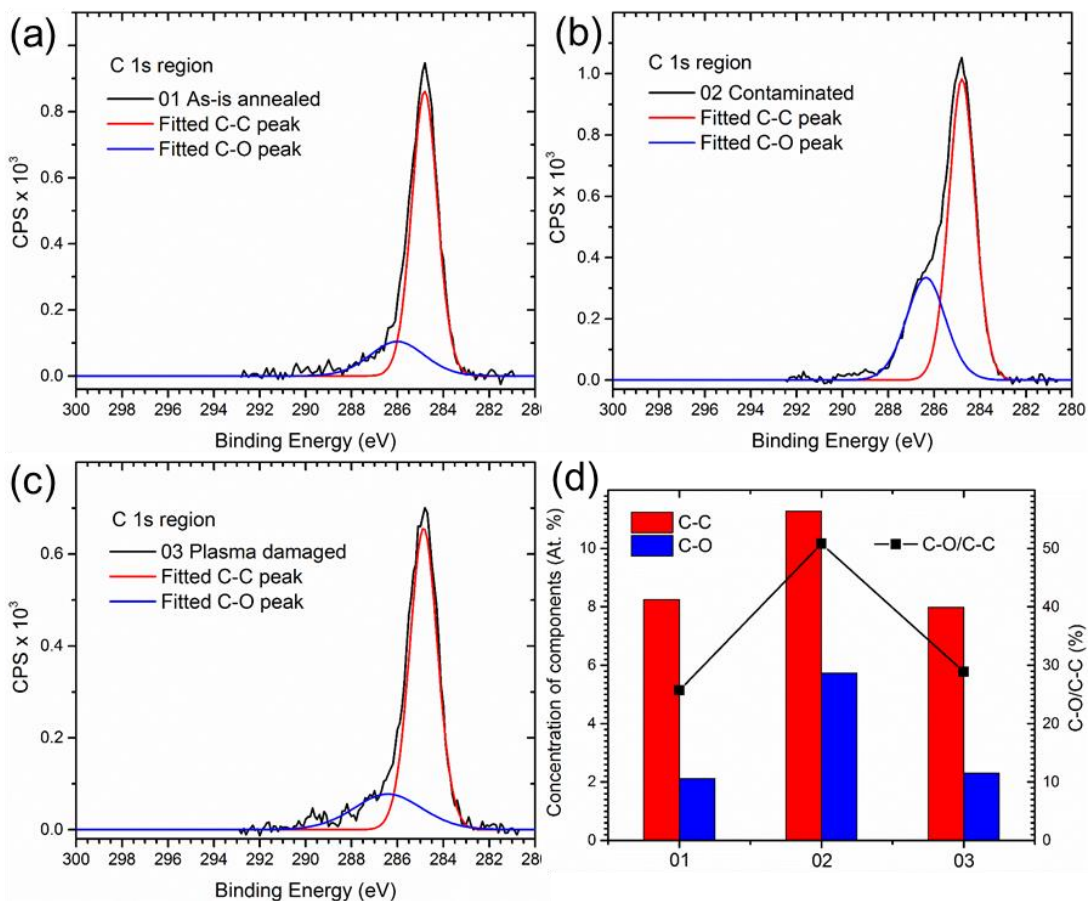 (a)
C 1s region
01 As-is annealed
Fitted C-C peak
Fitted C-O peak
CPS x 10³
0.8
0.6
0.4
0.2
0.0
300 298 296 294 292 290 288 286 284 282 28
Binding Energy (eV)
(b)
C 1s region
02 Contaminated
Fitted C-C peak
Fitted C-O peak
CPS x 10³
1.0
0.8
0.6
0.4
0.2
0.0
300 298 296 294 292 290 288 286 284 282 280
Binding Energy (eV)
(c)
C 1s region
03 Plasma damaged
Fitted C-C peak
Fitted C-O peak
CPS x 10³
0.6
0.4
0.2
0.0
300 298 296 294 292 290 288 286 284 282 28
Binding Energy (eV)
(d)
C-C
C-O
C-O/C-C
Concentration of components (At. %)
10
8
6
4
2
0
01 02 03
50
40
30
20
10
0
C-O/C-C (%)